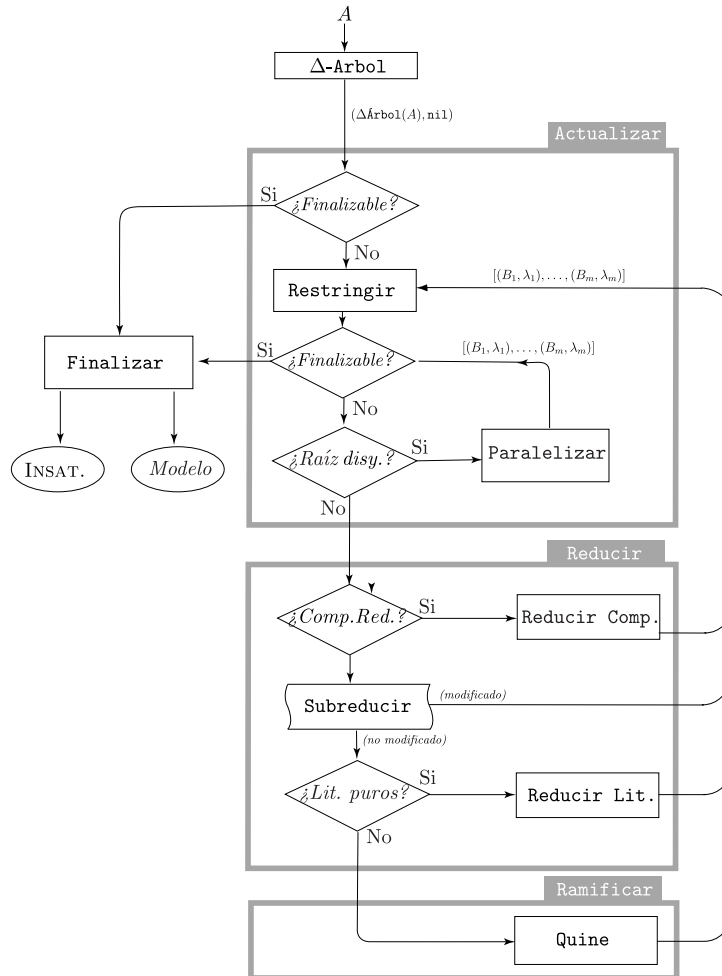 A
Δ-Arbol
(ΔÁrbol(A), nil)
Actualizar
Si
¿Finalizable?
No
[(B₁, λ₁), . . . , (Bₘ, λₘ)]
Restringir
Finalizar
Si
¿Finalizable?
[(B₁, λ₁), . . . , (Bₘ, λₘ)]
No
INSAT.
Modelo
¿Raíz disy.?
Si
Paralelizar
No
Reducir
¿Comp.Red.?
Si
Reducir Comp.
Subreducir
(modificado)
(no modificado)
¿Lit. puros?
Si
Reducir Lit.
No
Ramificar
Quine